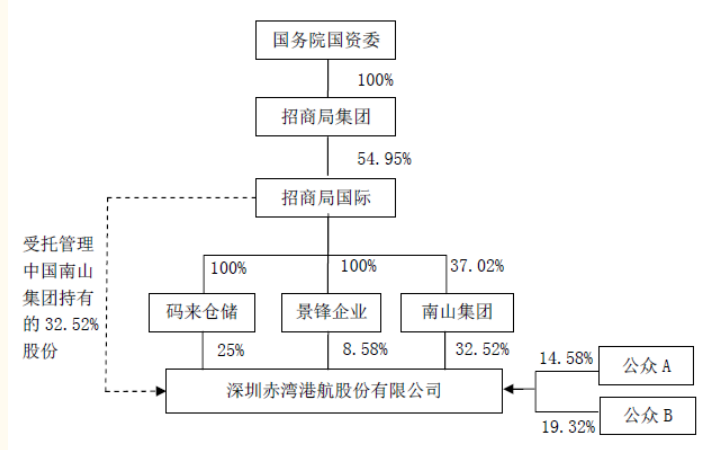 国务院国资委
100%
招商局集团
54.95%
招商局国际
受托管理
中国南山
集团持有
的 32.52%
股份
100%
100%
37.02%
码来仓储
景锋企业
南山集团
25%
8.58%
32.52%
深圳赤湾港航股份有限公司
14.58%
公众 A
19.32%
公众 B